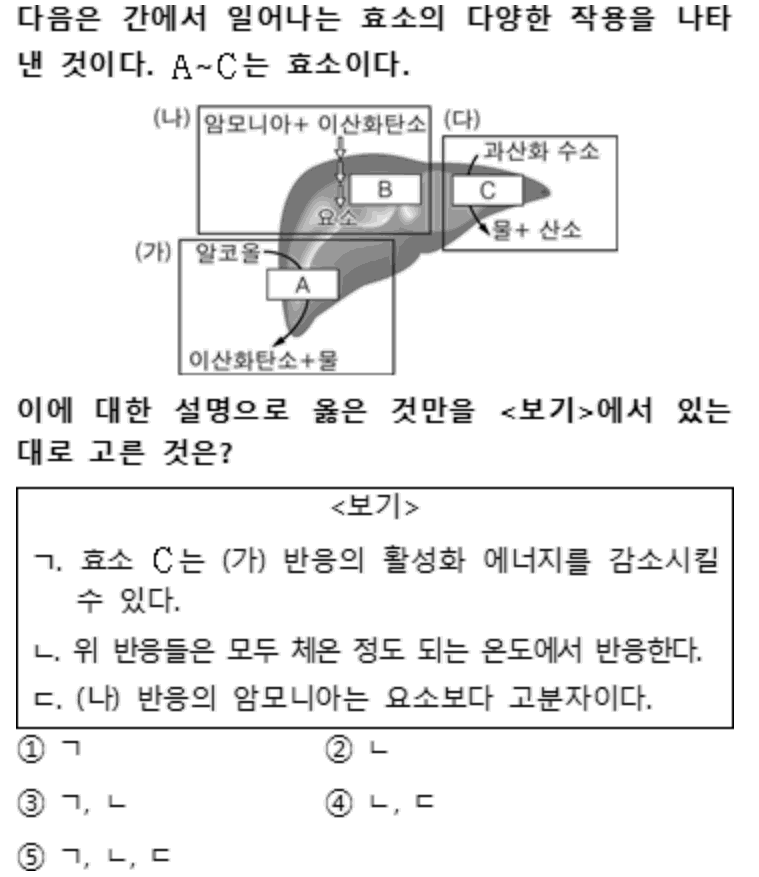 다음은 간에서 일어나는 효소의 다양한 작용을 나타
낸 것이다. A~C는 효소이다.
(나) 암모니아+ 이산화탄소 (다)
과산화 수소
B C
요소 물+ 산소
(가) 알코올
A
이산화탄소+물
이에 대한 설명으로 옳은 것만을 <보기>에서 있는
대로 고른 것은?
<보기>
ㄱ. 효소 C는 (가) 반응의 활성화 에너지를 감소시킬
수 있다.
ㄴ. 위 반응들은 모두 체온 정도 되는 온도에서 반응한다.
ㄷ. (나) 반응의 암모니아는 요소보다 고분자이다.
① ㄱ ② ㄴ
③ ㄱ, ㄴ ④ ㄴ, ㄷ
⑤ ㄱ, ㄴ, ㄷ